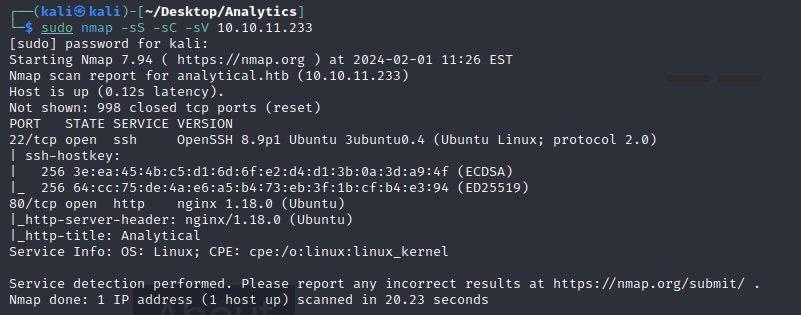 ┌──(kali㉿kali)-[~/Desktop/Analytics]
└─$ sudo nmap -sS -sC -sV 10.10.11.233
[sudo] password for kali:
Starting Nmap 7.94 ( https://nmap.org ) at 2024-02-01 11:26 EST
Nmap scan report for analytical.htb (10.10.11.233)
Host is up (0.12s latency).
Not shown: 998 closed tcp ports (reset)
PORT   STATE SERVICE VERSION
22/tcp open  ssh     OpenSSH 8.9p1 Ubuntu 3ubuntu0.4 (Ubuntu Linux; protocol 2.0)
| ssh-hostkey:
|   256 3e:ea:45:4b:c5:d1:6d:6f:e2:d4:d1:3b:0a:3d:a9:4f (ECDSA)
|_  256 64:cc:75:de:4a:e6:a5:b4:73:eb:3f:1b:cf:b4:e3:94 (ED25519)
80/tcp open  http    nginx 1.18.0 (Ubuntu)
|_http-server-header: nginx/1.18.0 (Ubuntu)
|_http-title: Analytical
Service Info: OS: Linux; CPE: cpe:/o:linux:linux_kernel
Service detection performed. Please report any incorrect results at https://nmap.org/submit/ .
Nmap done: 1 IP address (1 host up) scanned in 20.23 seconds
About